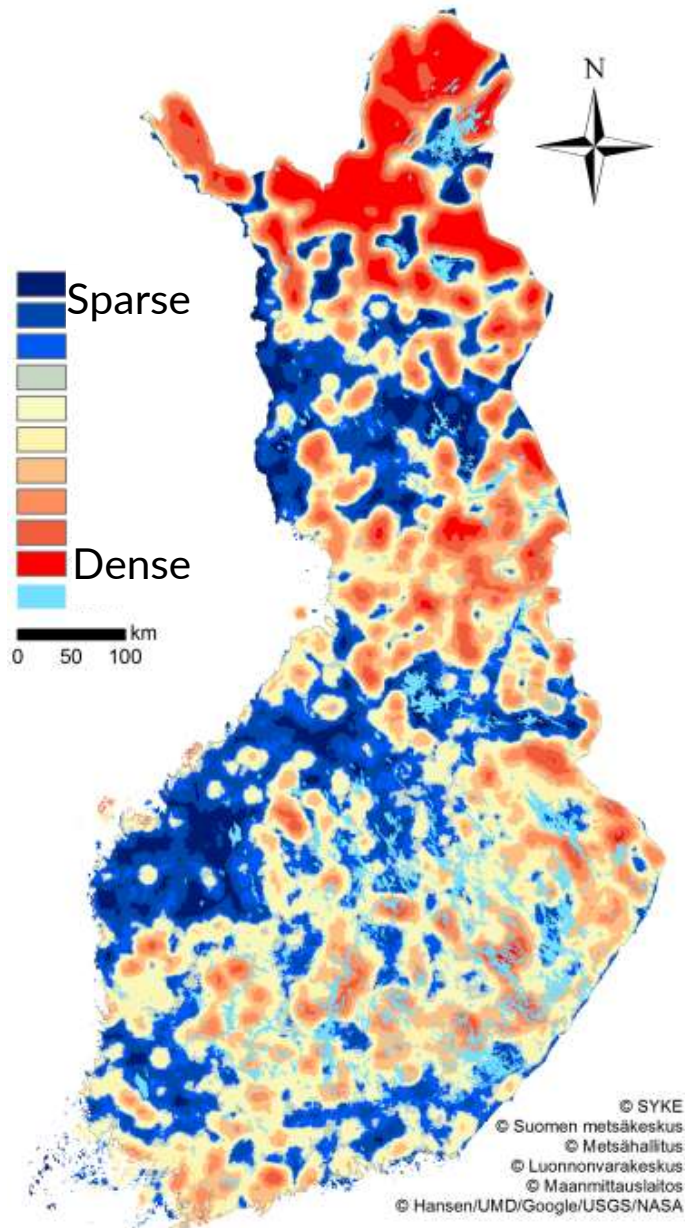 N
Sparse
Dense
km
0 50 100
© SYKE
© Suomen metsäkeskus
© Metsähallitus
© Luonnonvarakeskus
© Maanmittauslaitos
© Hansen/UMD/Google/USGS/NASA